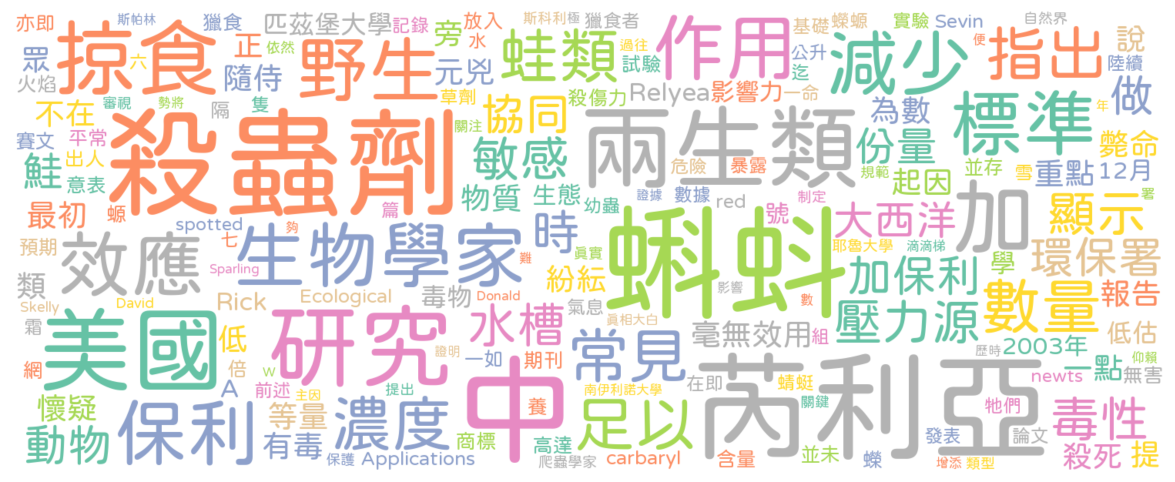 亦即 斯帕林 獵食 匹茲堡大學 記錄 旁 放入 斯科利 極 獵食者 基礎 蠑螈 實驗 Sevin 自然界
眾 掠食 六 正 野生 水 蛙類 過往 作用 公升 迄 減少 指出 便 說
火焰 依然 隨侍 元兇 試驗 陸續
不在 審視 勢將 隔 隻 草劑 殺傷力 Relyea 影響力 一命 為數 標準 做
賽文 平常 殺蟲劑 關注 協同 兩生類 份量 年 斃命
鮭 出人 意表 敏感 危險 暴露 規範 並存 雪 重點 12月
最初 螈 篇 物質 生態 幼蟲 證據 數據 red 制定 起因 署
預期 七 spotted 夠 生物學家 時 眞實 蝌蚪 號 大西洋 加 顯示
效應 Sparling 難 紛紜 耶魯大學 滴滴梯 學 環保署
類 Skelly David Rick Ecological 毒物 Donald 氣息 影響 數 加保利 數量 報告
霜 美國 低 研究 水槽 眞相大白 毫無效用 組 壓力源 低估
網 倍 w 證明 一如 期刊 常見 歷時 2003年 一點 仰賴 無害
懷疑 A 前述 主因 提出 中 養 南伊利諾大學 在即 蜻蜓 芮利亞 newts 牠們 毒性
動物 保利 等量 有毒 濃度 商標 足以 關鍵 發表 論文 殺死 提
保護 Applications 高達 爬蟲學家 carbaryl 含量 並未 蠑 增添 類型